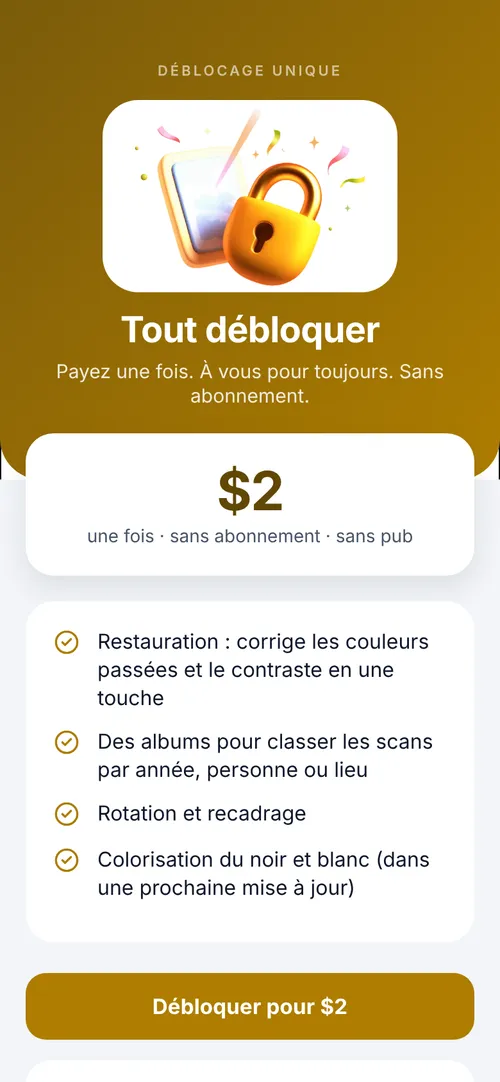 DÉBLOCAGE UNIQUE
Tout débloquer
Payez une fois. À vous pour toujours. Sans
abonnement.
$2
une fois · sans abonnement · sans pub
Restauration : corrige les couleurs
passées et le contraste en une
touche
Des albums pour classer les scans
par année, personne ou lieu
Rotation et recadrage
Colorisation du noir et blanc (dans
une prochaine mise à jour)
Débloquer pour $2